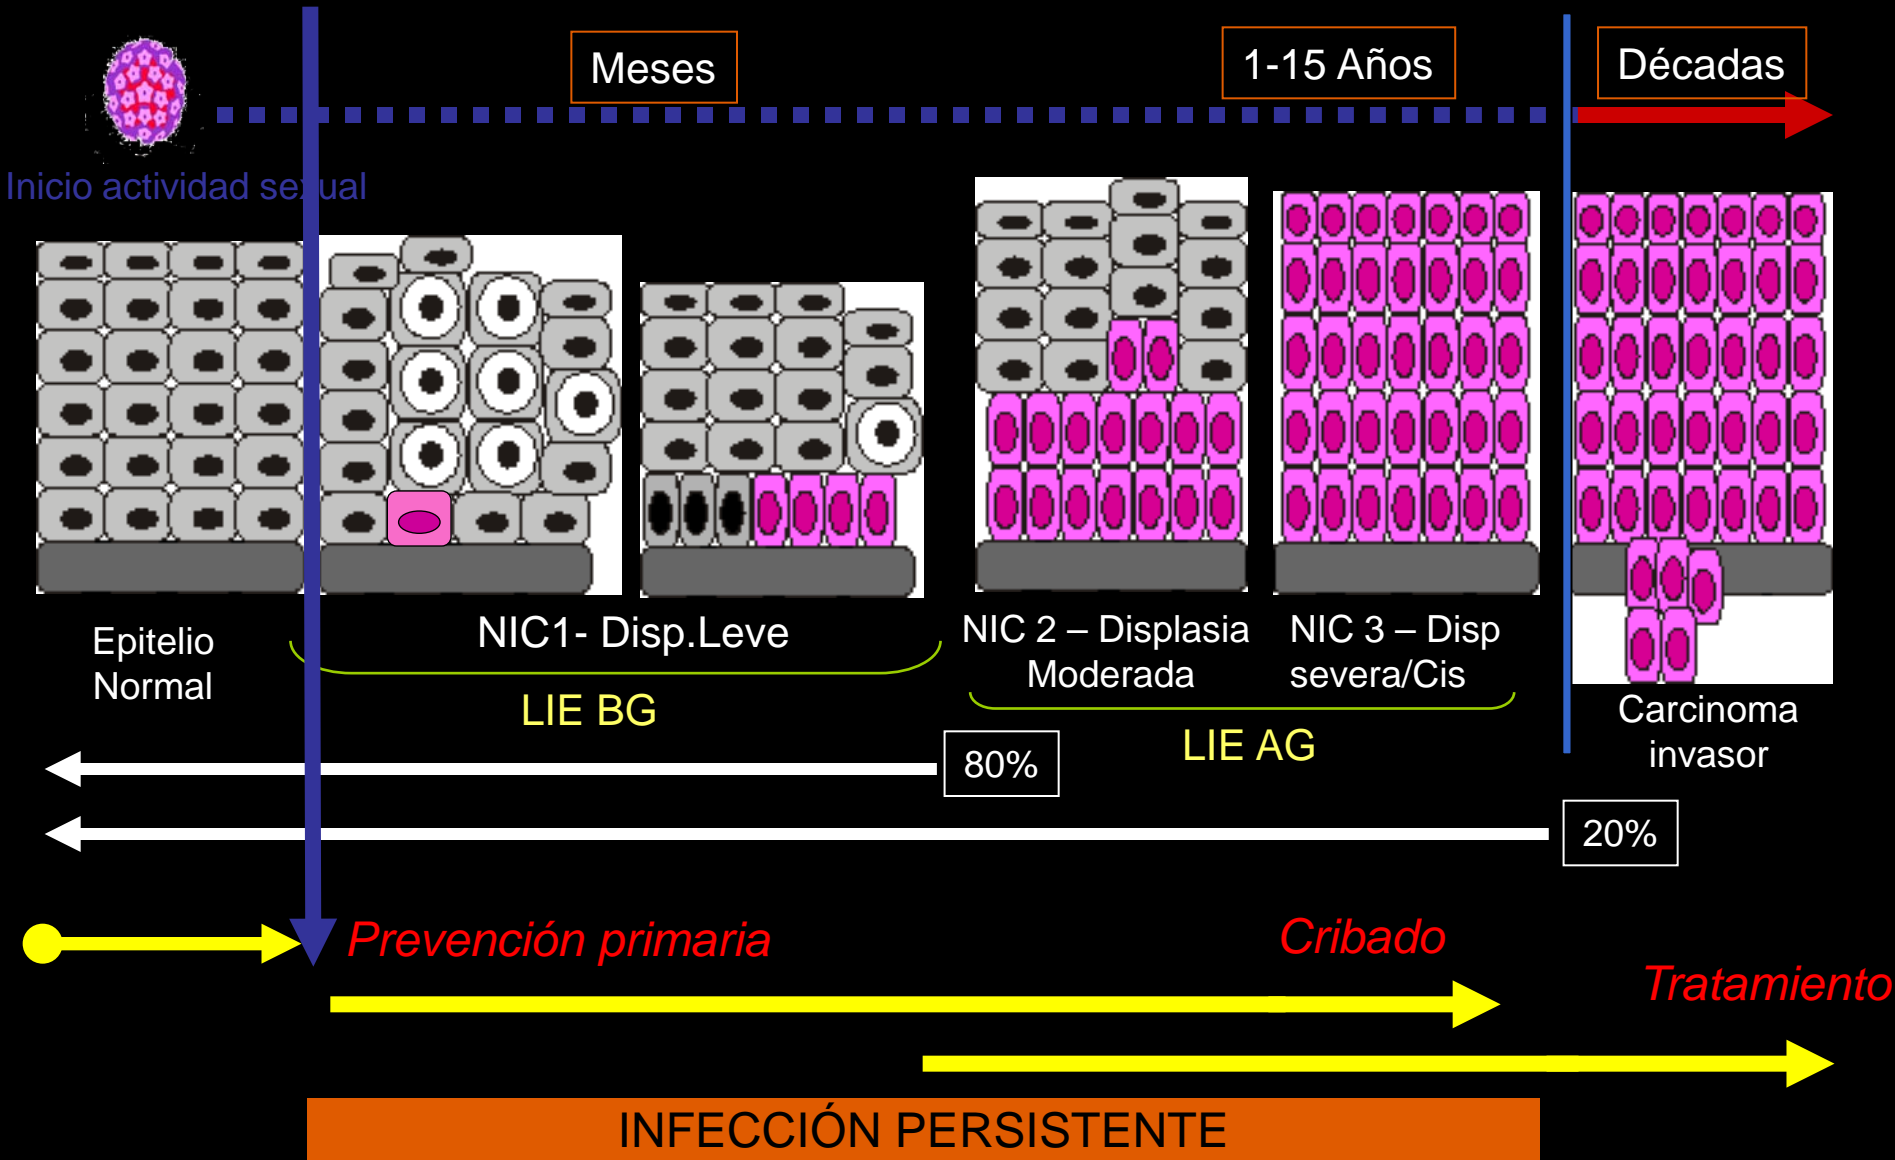 Meses
1-15 Años
Décadas
Inicio actividad sexual
Epitelio
Normal
NIC1- Disp.Leve
LIE BG
NIC 2 – Displasia
Moderada
NIC 3 – Disp
severa/Cis
LIE AG
Carcinoma
invasor
80%
20%
Prevención primaria
Cribado
Tratamiento
INFECCIÓN PERSISTENTE